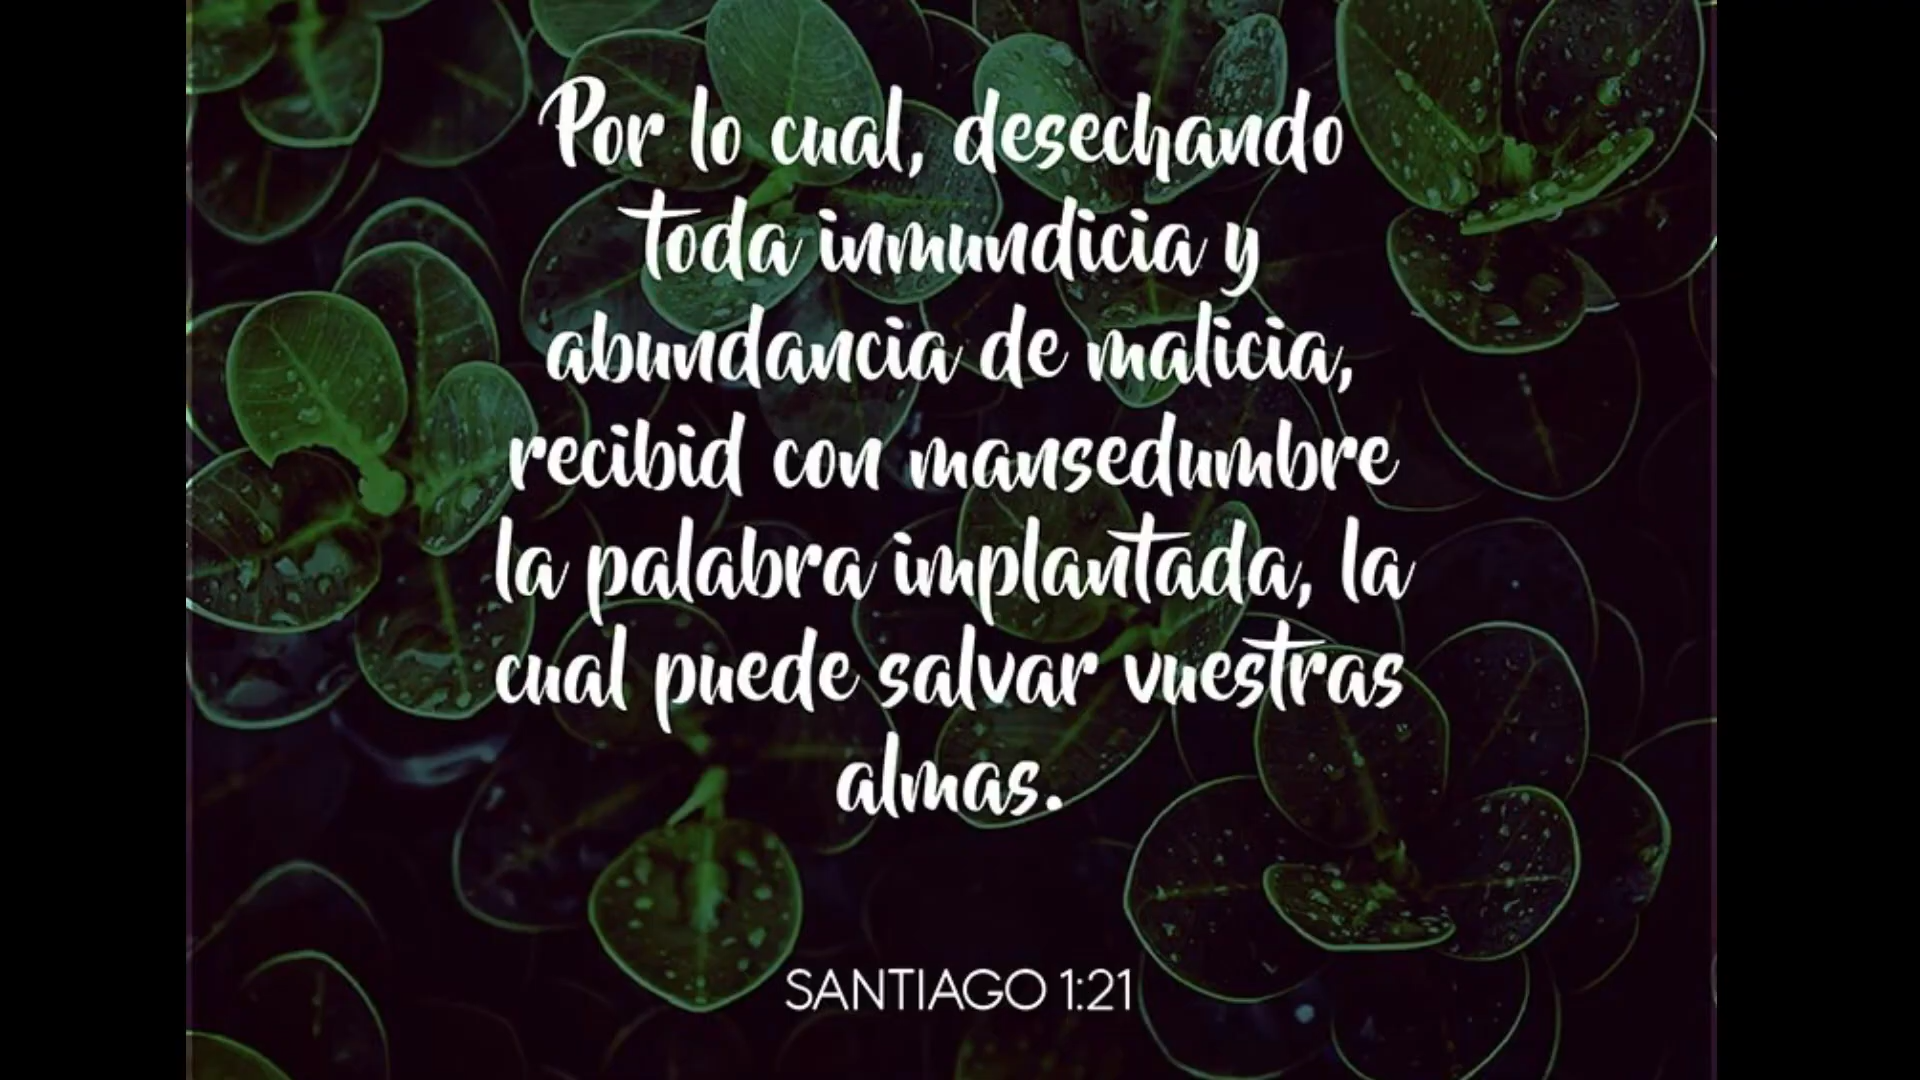 Por lo cual, desechando
toda inmundicia y
abundancia de malicia,
recibid con mansedumbre
la palabra implantada, la
cual puede salvar vuestras
almas.
SANTIAGO 1:21